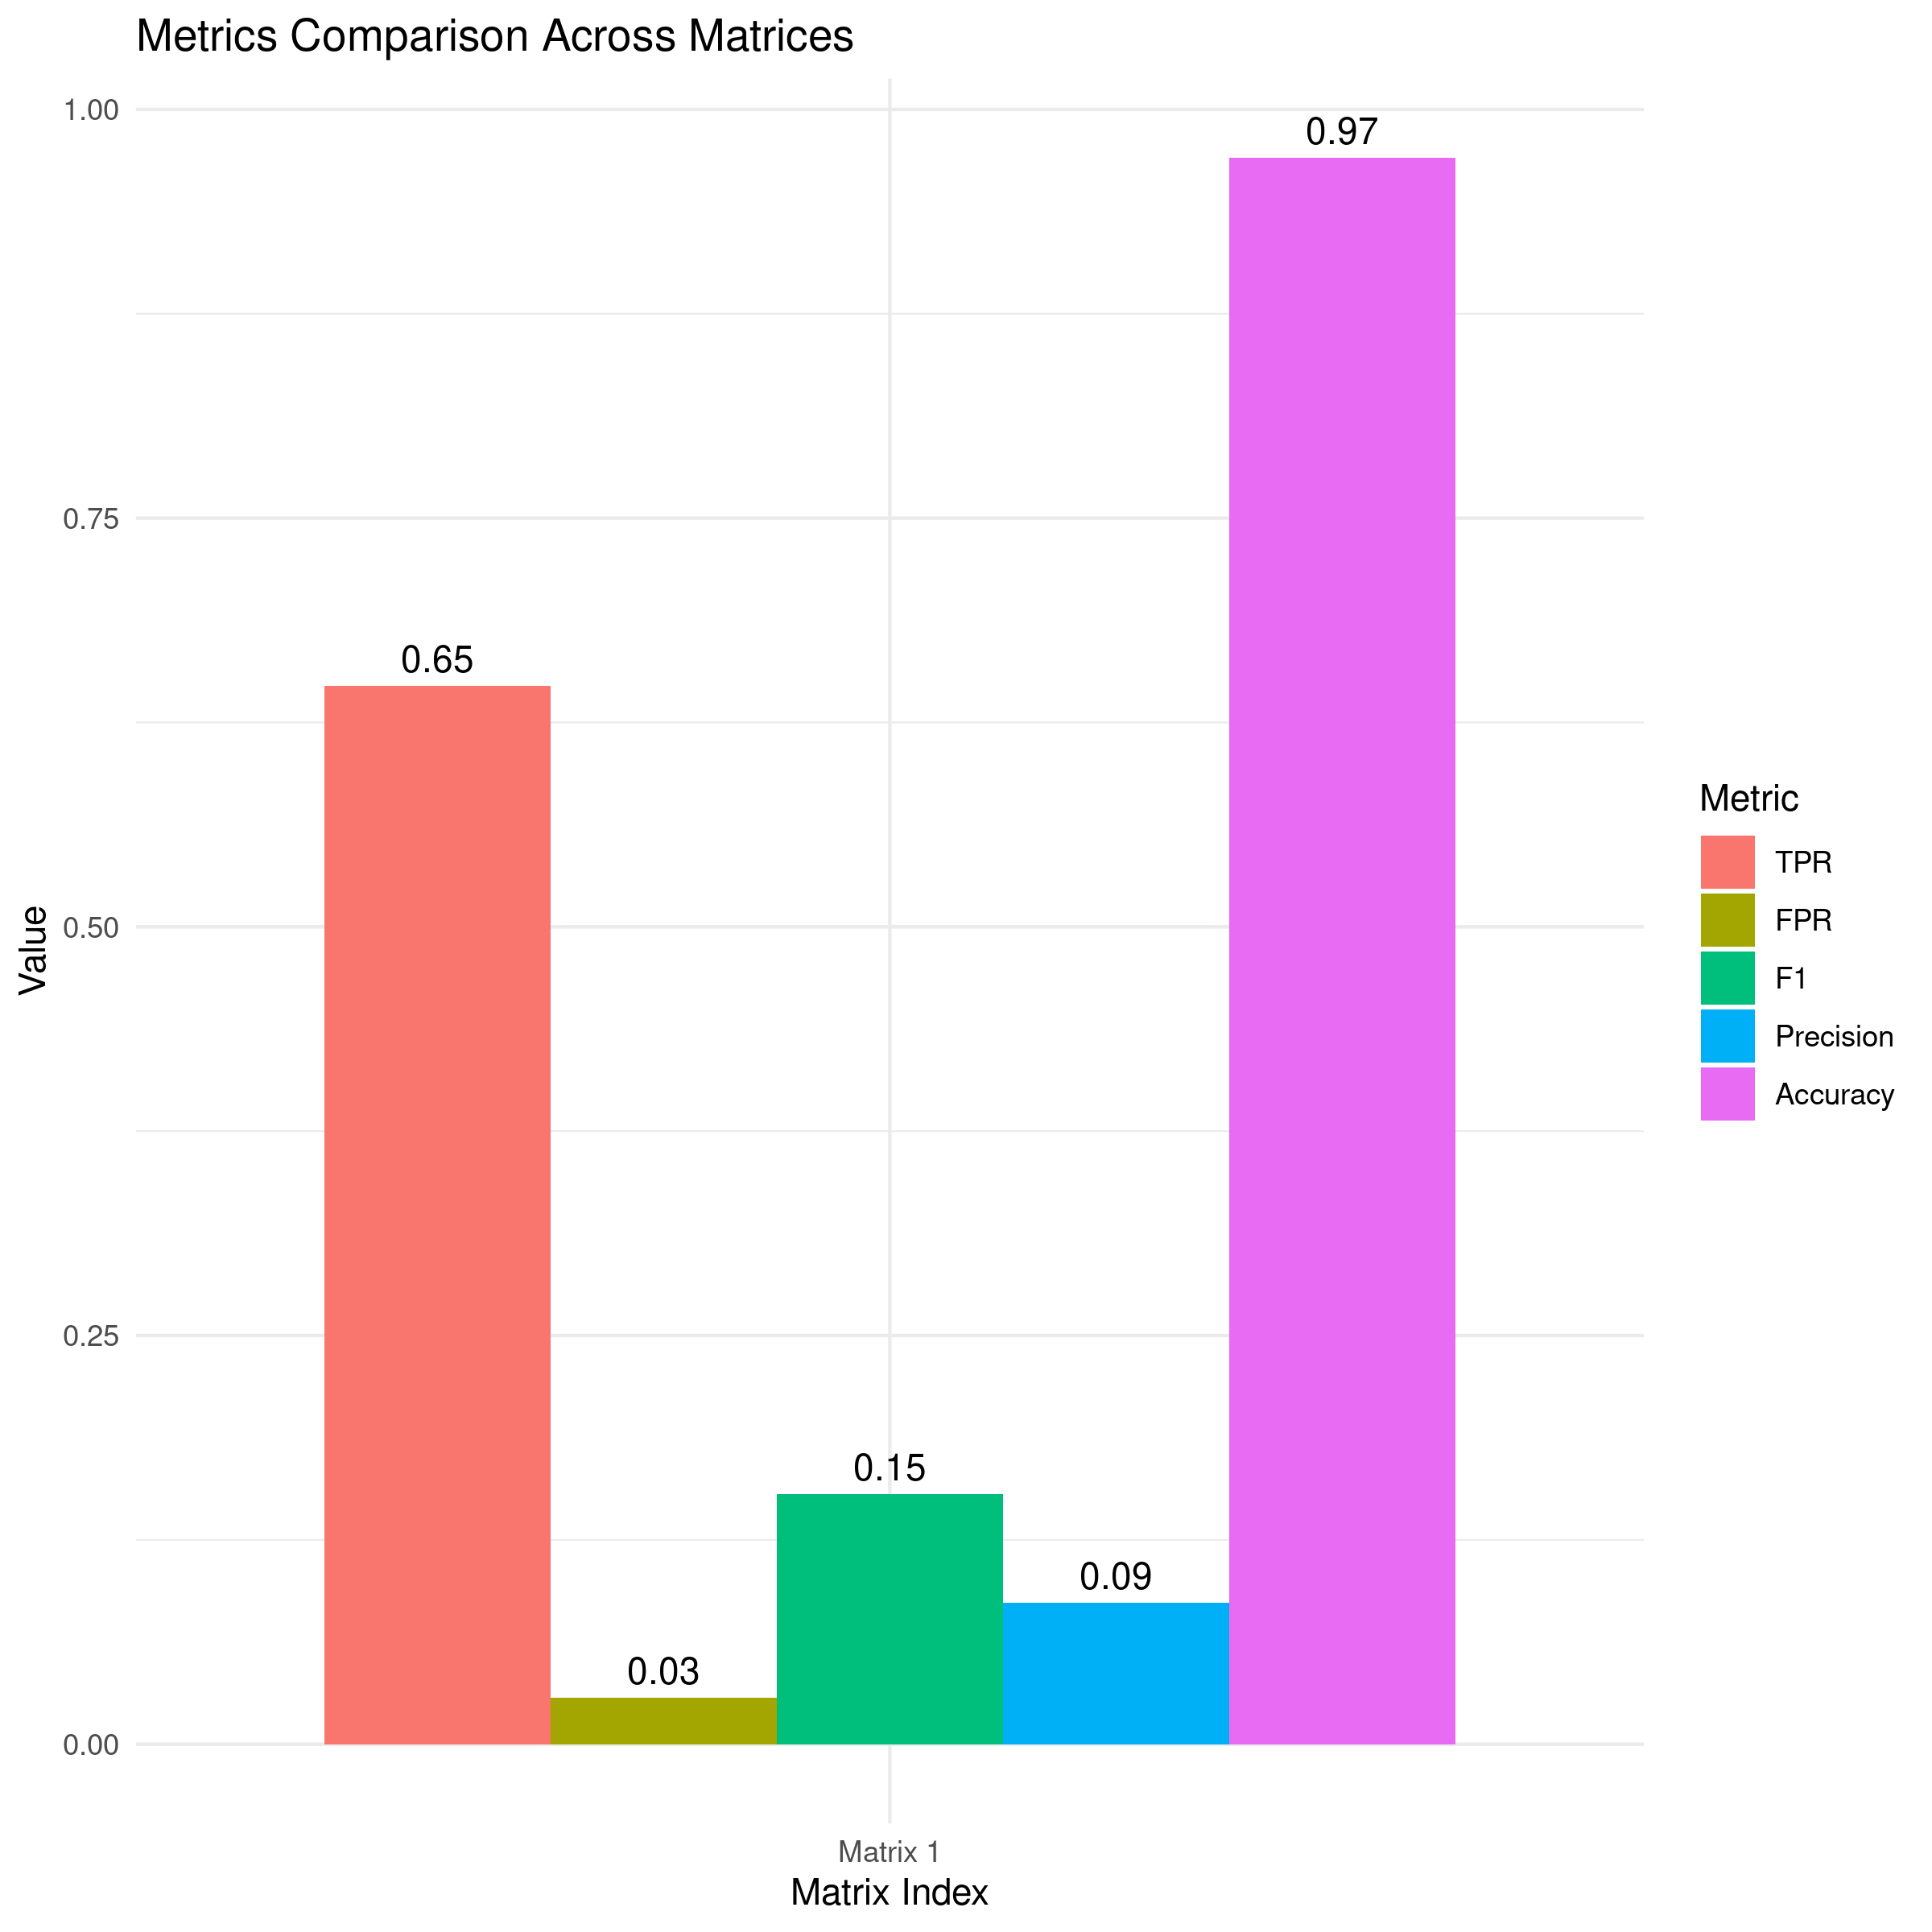 Metrics Comparison Across Matrices
1.00
0.75
0.50
0.25
0.00
Value
0.65
0.03
0.15
0.09
0.97
Matrix 1
Matrix Index
Metric
TPR
FPR
F1
Precision
Accuracy